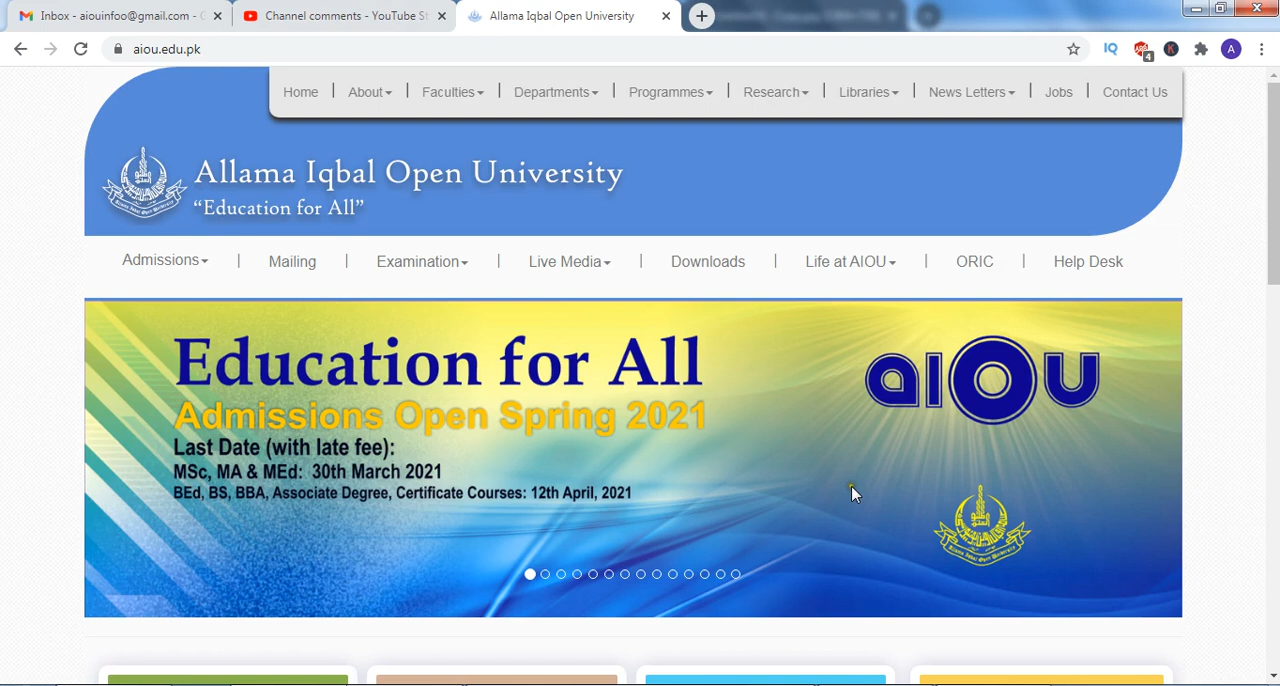 Inbox - aiouinfoo@gmail.com - G
Channel comments - YouTube St
Allama Iqbal Open University
aiou.edu.pk
IQ
4
K
A
Home | About | Faculties | Departments | Programmes | Research | Libraries | News Letters | Jobs | Contact Us
Allama Iqbal Open University
“Education for All”
Admissions | Mailing | Examination | Live Media | Downloads | Life at AIOU | ORIC | Help Desk
Education for All
aiou
Admissions Open Spring 2021
Last Date (with late fee):
MSc, MA & MEd: 30th March 2021
BEd, BS, BBA, Associate Degree, Certificate Courses: 12th April, 2021